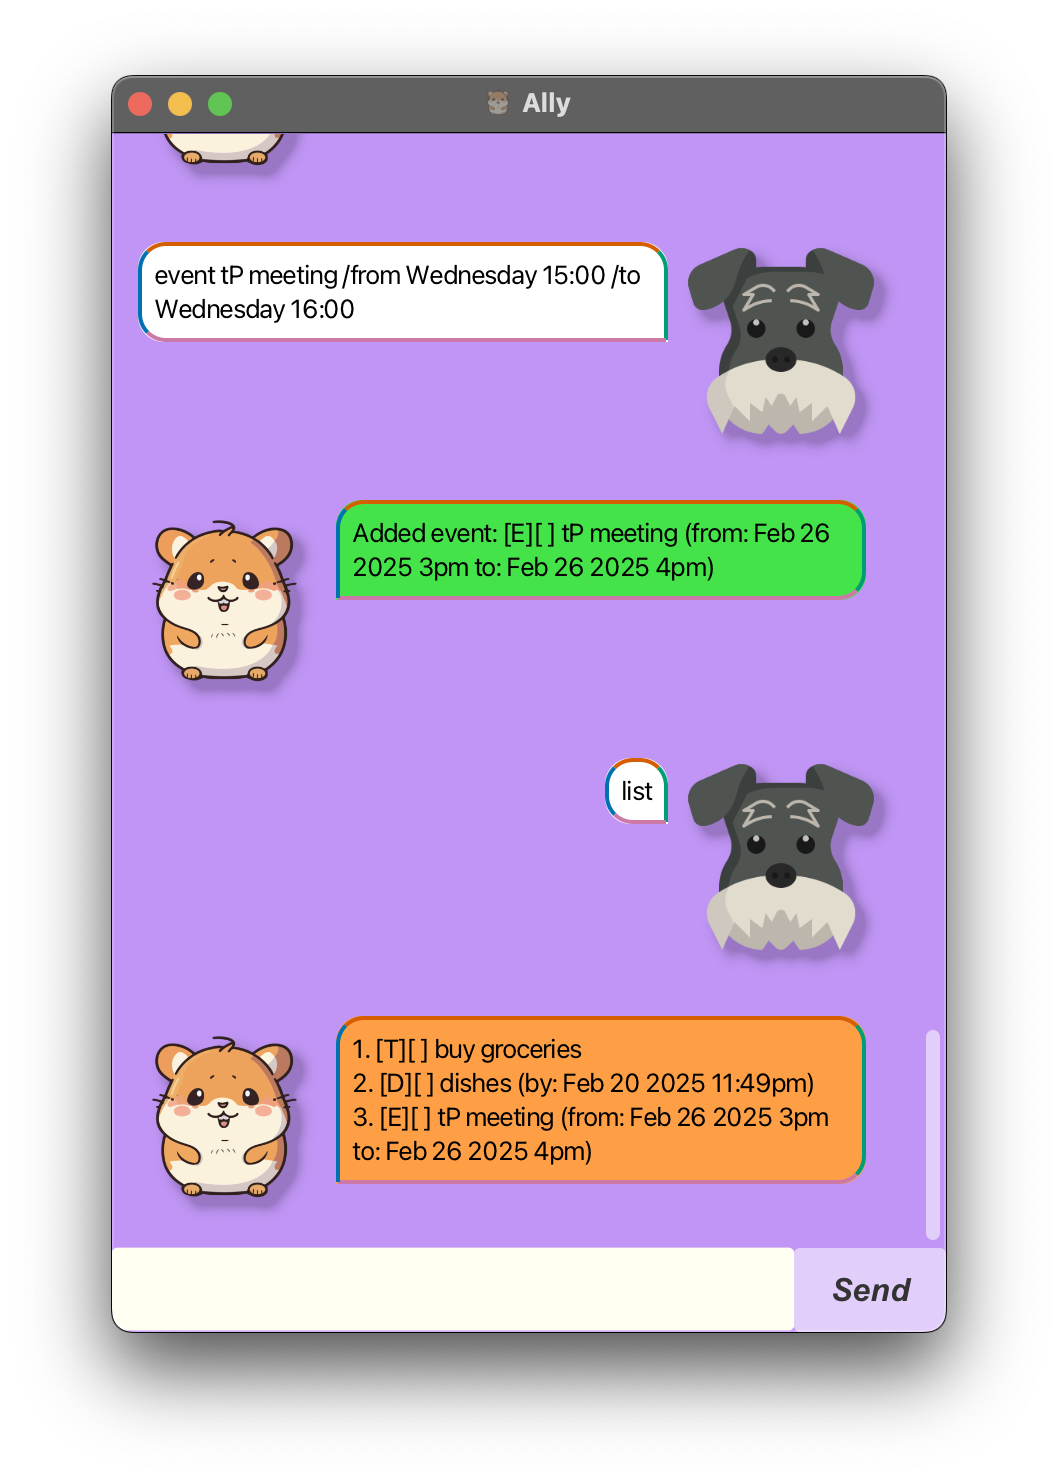 Ally
event tP meeting /from Wednesday 15:00 /to
Wednesday 16:00
Added event: [E][ ] tP meeting (from: Feb 26
2025 3pm to: Feb 26 2025 4pm)
list
1. [T][ ] buy groceries
2. [D][ ] dishes (by: Feb 20 2025 11:49pm)
3. [E][ ] tP meeting (from: Feb 26 2025 3pm
to: Feb 26 2025 4pm)
Send